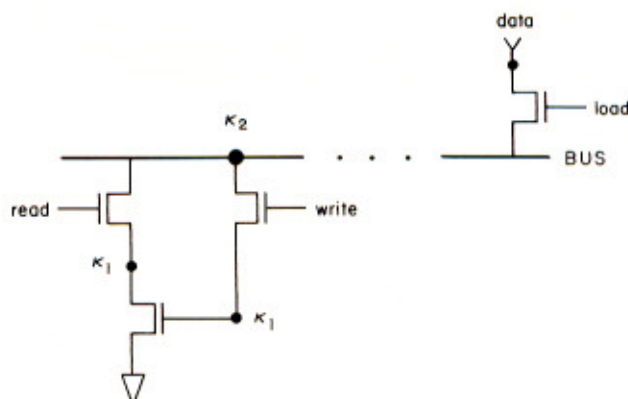 data
load
κ₂
BUS
read
write
κ₁
κ₁